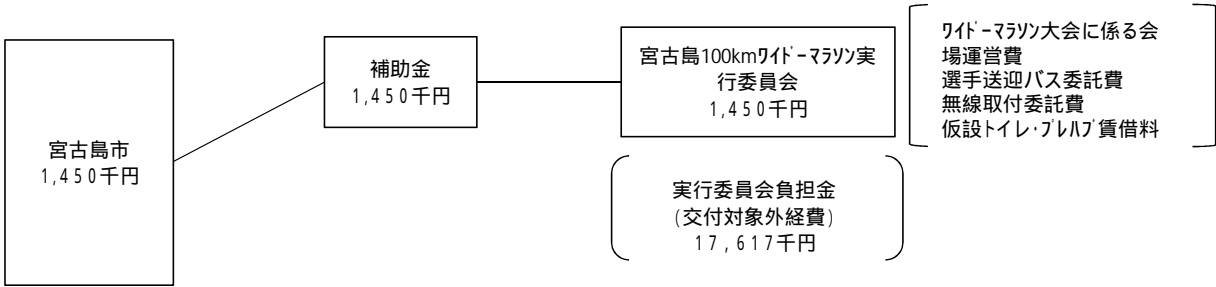 宮古島市
1,450千円
補助金
1,450千円
宮古島100kmﾜｲﾄﾞｰﾏﾗｿﾝ実
行委員会
1,450千円
ﾜｲﾄﾞｰﾏﾗｿﾝ大会に係る会
場運営費
選手送迎バス委託費
無線取付委託費
仮設トイレ･ﾌﾟﾚﾊﾌﾞ賃借料
実行委員会負担金
(交付対象外経費)
17,617千円